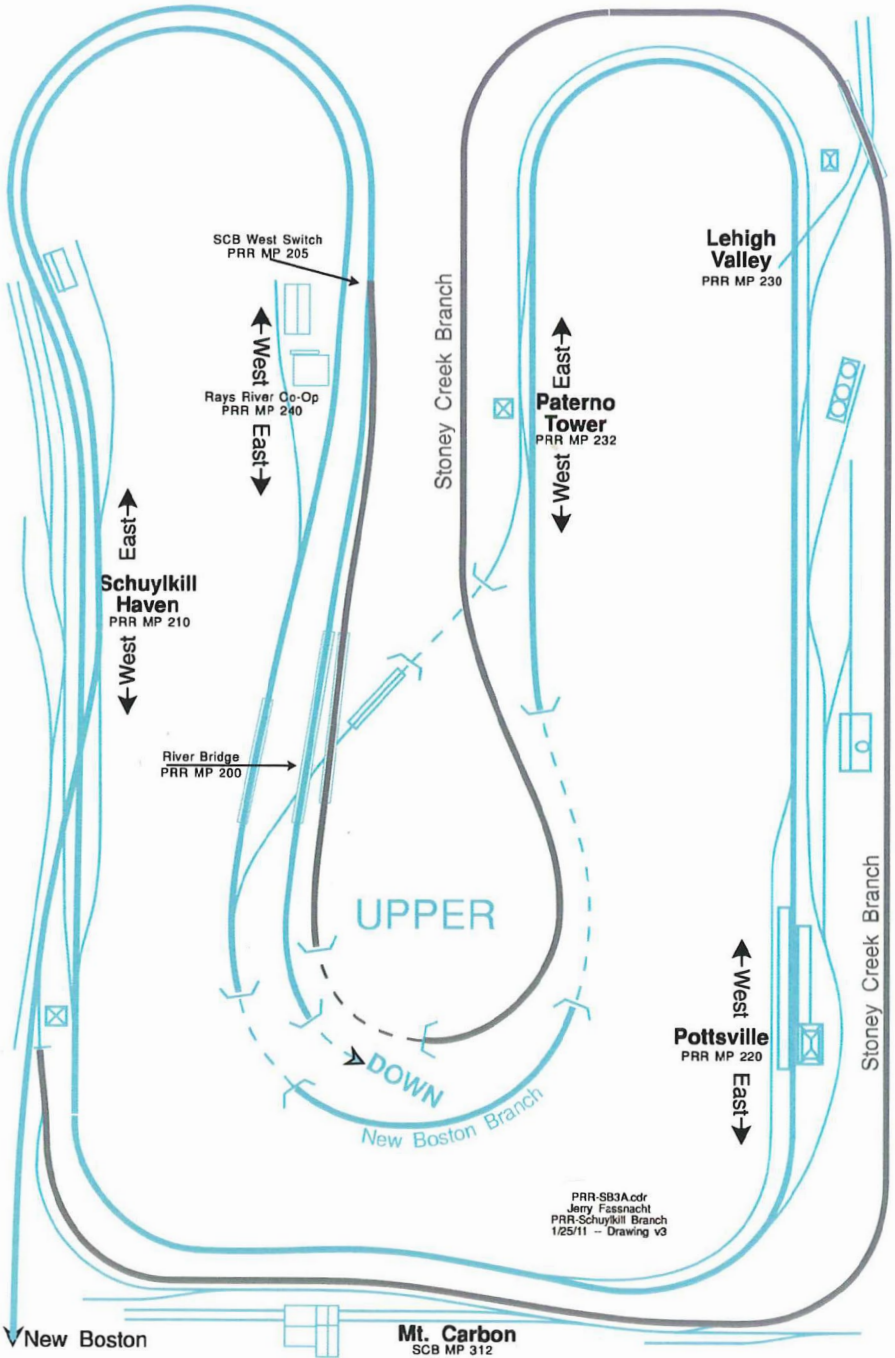 SCB West Switch
PRR MP 205
West
Rays River Co-Op
PRR MP 240
East
Stoney Creek Branch
Lehigh
Valley
PRR MP 230
East
Paterno
Tower
PRR MP 232
West
East
Schuylkill
Haven
PRR MP 210
West
River Bridge
PRR MP 200
UPPER
DOWN
New Boston Branch
West
Pottsville
PRR MP 220
East
Stoney Creek Branch
PRR-SB3A.cdr
Jerry Fassnacht
PRR-Schuylkill Branch
1/25/11 -- Drawing v3
New Boston
Mt. Carbon
SCB MP 312